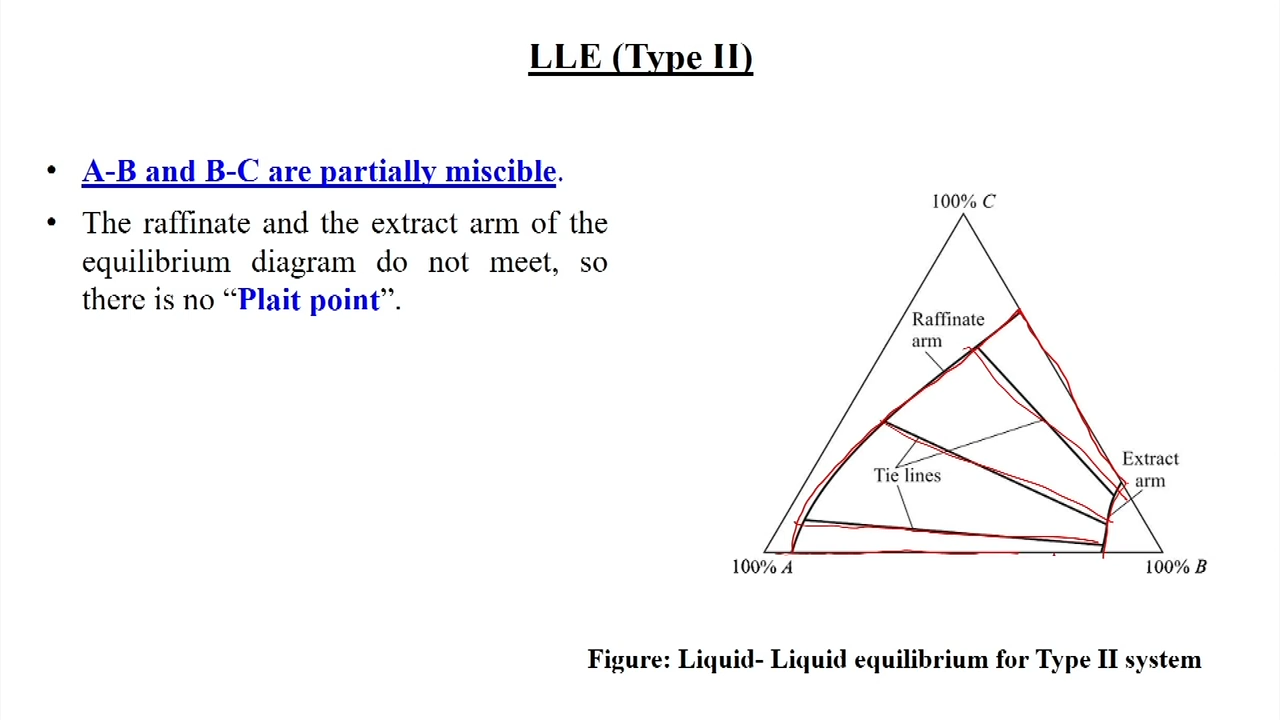 LLE (Type II)
• A-B and B-C are partially miscible.
• The raffinate and the extract arm of the
equilibrium diagram do not meet, so
there is no “Plait point”.
100% C
Raffinate
arm
Tie lines
Extract
arm
100% A
100% B
Figure: Liquid- Liquid equilibrium for Type II system